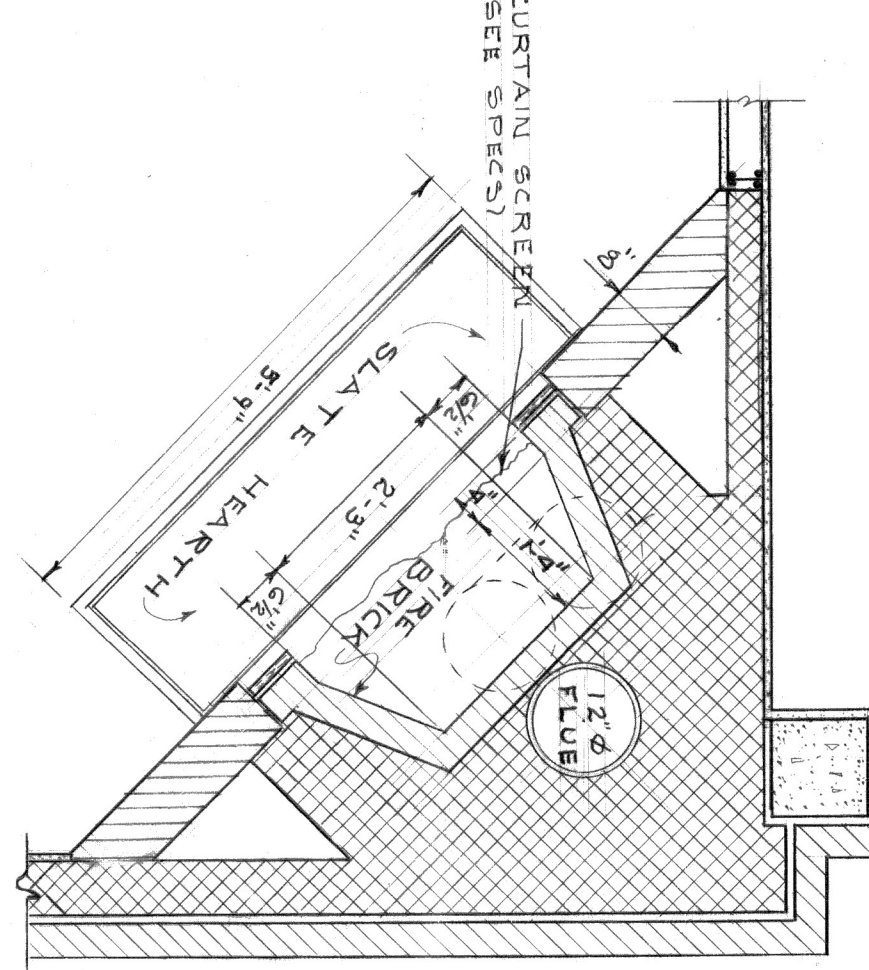 CURTAIN SCREEN
SEE SPECS)
8"
5'-9"
SLATE HEARTH
6½"
2'-3"
6½"
4"
1'-4"
FIRE
BRICK
12"Ø
FLUE